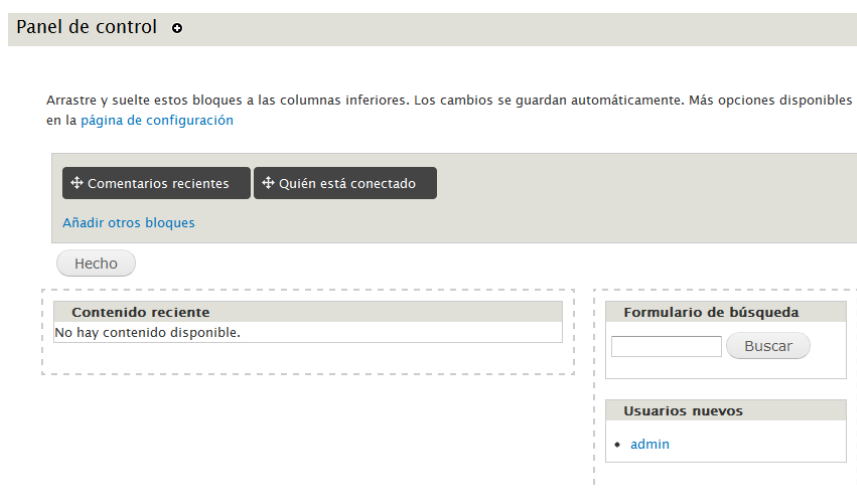 Panel de control
Arrastre y suelte estos bloques a las columnas inferiores. Los cambios se guardan automáticamente. Más opciones disponibles
en la página de configuración
Comentarios recientes
Quién está conectado
Añadir otros bloques
Hecho
Contenido reciente
No hay contenido disponible.
Formulario de búsqueda
Buscar
Usuarios nuevos
admin